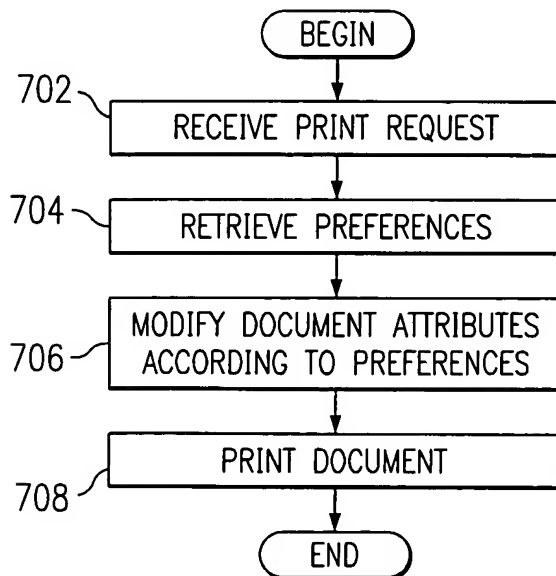 BEGIN
702
RECEIVE PRINT REQUEST
704
RETRIEVE PREFERENCES
706
MODIFY DOCUMENT ATTRIBUTES
ACCORDING TO PREFERENCES
708
PRINT DOCUMENT
END